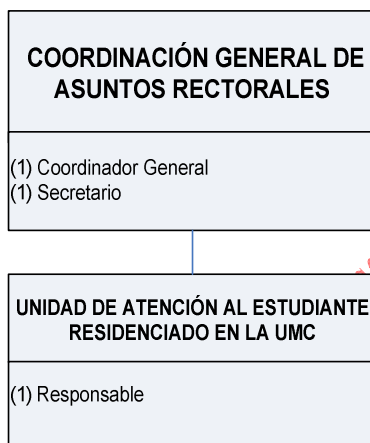 COORDINACIÓN GENERAL DE
ASUNTOS RECTORALES
(1) Coordinador General
(1) Secretario
UNIDAD DE ATENCIÓN AL ESTUDIANTE
RESIDENCIADO EN LA UMC
(1) Responsable